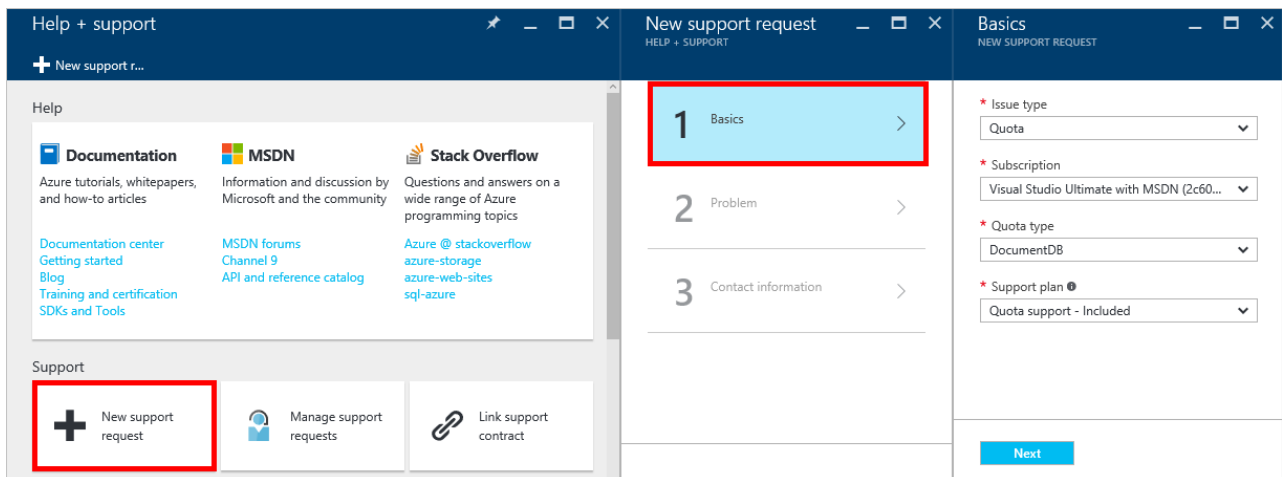 Help + support
New support r...
Help
Documentation
Azure tutorials, whitepapers,
and how-to articles
Documentation center
Getting started
Blog
Training and certification
SDKs and Tools
MSDN
Information and discussion by
Microsoft and the community
MSDN forums
Channel 9
API and reference catalog
Stack Overflow
Questions and answers on a
wide range of Azure
programming topics
Azure @ stackoverflow
azure-storage
azure-web-sites
sql-azure
Support
New support
request
Manage support
requests
Link support
contract
New support request
HELP + SUPPORT
1 Basics
2 Problem
3 Contact information
Basics
NEW SUPPORT REQUEST
* Issue type
Quota
* Subscription
Visual Studio Ultimate with MSDN (2c60...
* Quota type
DocumentDB
* Support plan
Quota support - Included
Next